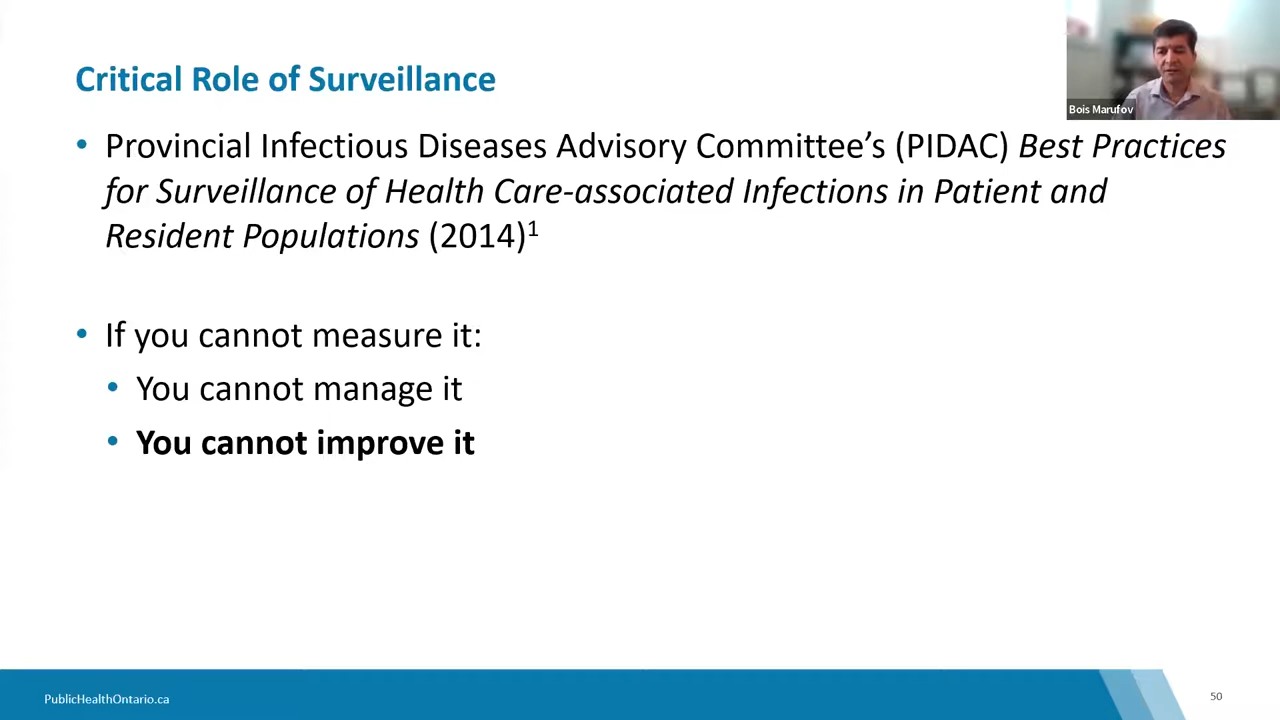 Critical Role of Surveillance
Bois Marufov
• Provincial Infectious Diseases Advisory Committee’s (PIDAC) Best Practices
for Surveillance of Health Care-associated Infections in Patient and
Resident Populations (2014)¹
• If you cannot measure it:
• You cannot manage it
• You cannot improve it
PublicHealthOntario.ca
50